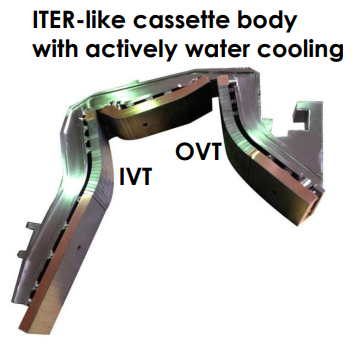 ITER-like cassette body
with actively water cooling
OVT
IVT